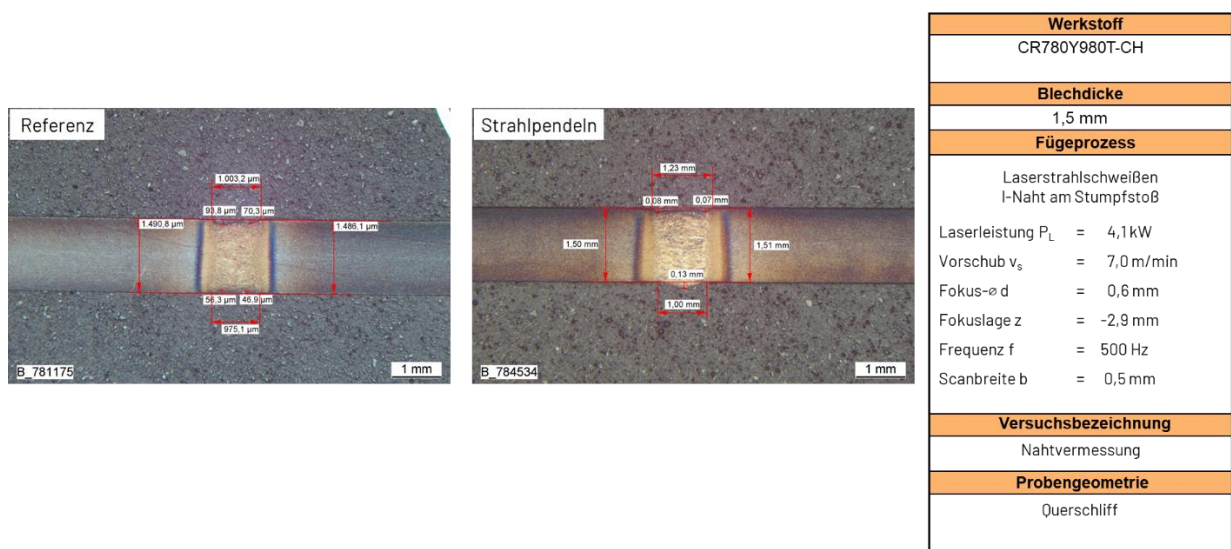 Referenz
1.003,2 µm
93,8 µm 70,3 µm
1.490,8 µm
1.486,1 µm
56,3 µm 46,9 µm
975,1 µm
B_781175
1 mm
Strahlpendeln
1,23 mm
0,08 mm 0,07 mm
1,50 mm
1,51 mm
0,13 mm
1,00 mm
B_784534
1 mm
Werkstoff
CR780Y980T-CH
Blechdicke
1,5 mm
Fügeprozess
Laserstrahlschweißen
I-Naht am Stumpfstoß
Laserleistung PL = 4,1 kW
Vorschub vs = 7,0 m/min
Fokus-⌀ d = 0,6 mm
Fokuslage z = -2,9 mm
Frequenz f = 500 Hz
Scanbreite b = 0,5 mm
Versuchsbezeichnung
Nahtvermessung
Probengeometrie
Querschliff